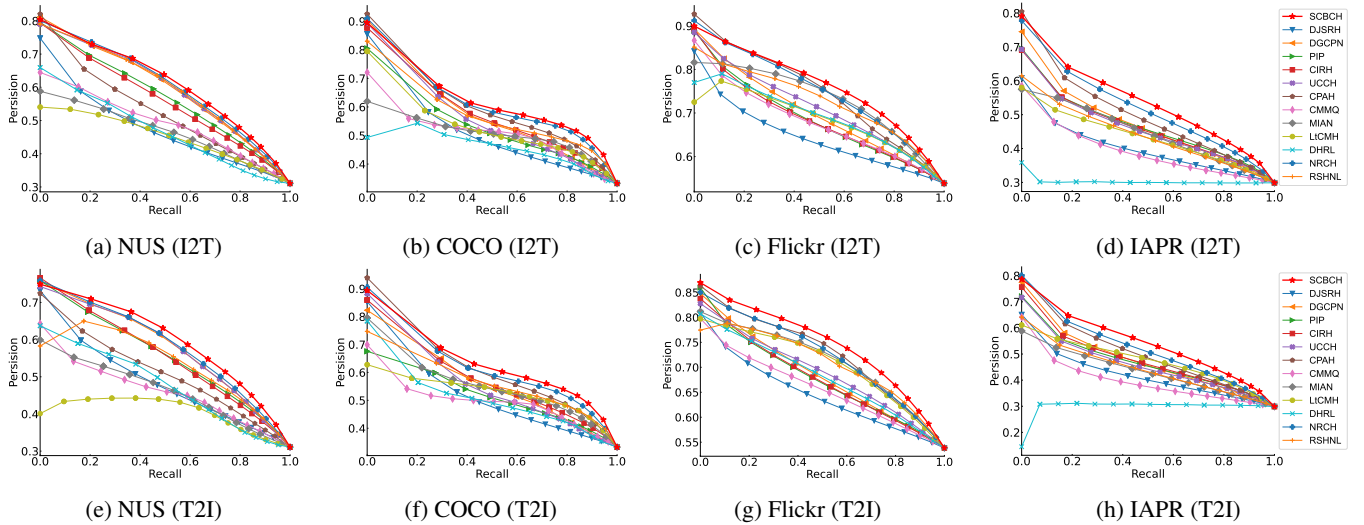 0.8
0.7
0.6
0.5
0.4
0.3
Persision
0.0 0.2 0.4 0.6 0.8 1.0
Recall
(a) NUS (I2T)
0.9
0.8
0.7
0.6
0.5
0.4
Persision
0.0 0.2 0.4 0.6 0.8 1.0
Recall
(b) COCO (I2T)
0.9
0.8
0.7
0.6
Persision
0.0 0.2 0.4 0.6 0.8 1.0
Recall
(c) Flickr (I2T)
0.8
0.7
0.6
0.5
0.4
0.3
Persision
0.0 0.2 0.4 0.6 0.8 1.0
Recall
(d) IAPR (I2T)
SCBCH
DJSRH
DGCPN
PIP
CIRH
UCCH
CPAH
CMMQ
MIAN
LtCMH
DHRL
NRCH
RSHNL
0.7
0.6
0.5
0.4
0.3
Persision
0.0 0.2 0.4 0.6 0.8 1.0
Recall
(e) NUS (T2I)
0.9
0.8
0.7
0.6
0.5
0.4
Persision
0.0 0.2 0.4 0.6 0.8 1.0
Recall
(f) COCO (T2I)
0.85
0.80
0.75
0.70
0.65
0.60
0.55
Persision
0.0 0.2 0.4 0.6 0.8 1.0
Recall
(g) Flickr (T2I)
0.8
0.7
0.6
0.5
0.4
0.3
0.2
Persision
0.0 0.2 0.4 0.6 0.8 1.0
Recall
(h) IAPR (T2I)
SCBCH
DJSRH
DGCPN
PIP
CIRH
UCCH
CPAH
CMMQ
MIAN
LtCMH
DHRL
NRCH
RSHNL